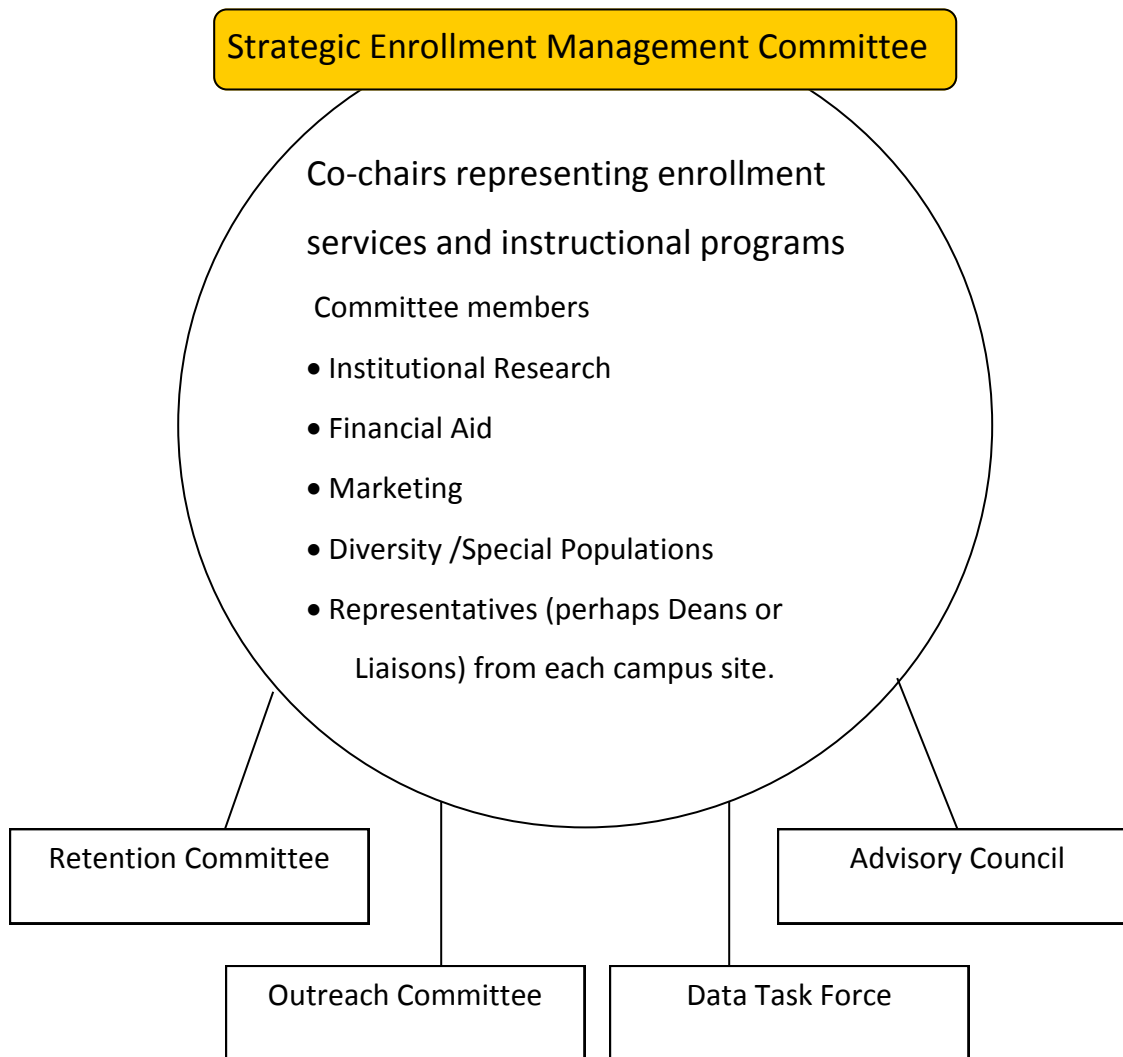 Strategic Enrollment Management Committee
Co-chairs representing enrollment
services and instructional programs
Committee members
• Institutional Research
• Financial Aid
• Marketing
• Diversity /Special Populations
• Representatives (perhaps Deans or
Liaisons) from each campus site.
Retention Committee
Advisory Council
Outreach Committee
Data Task Force